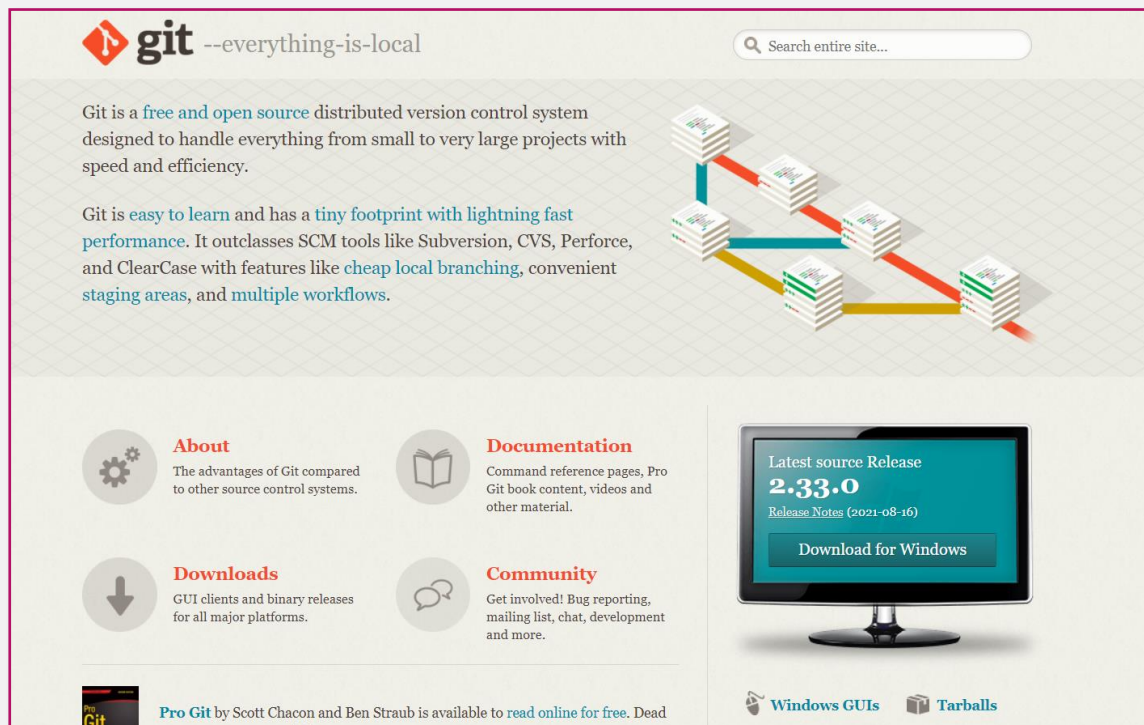 git --everything-is-local
Search entire site...
Git is a free and open source distributed version control system
designed to handle everything from small to very large projects with
speed and efficiency.
Git is easy to learn and has a tiny footprint with lightning fast
performance. It outclasses SCM tools like Subversion, CVS, Perforce,
and ClearCase with features like cheap local branching, convenient
staging areas, and multiple workflows.
About
The advantages of Git compared
to other source control systems.
Documentation
Command reference pages, Pro
Git book content, videos and
other material.
Downloads
GUI clients and binary releases
for all major platforms.
Community
Get involved! Bug reporting,
mailing list, chat, development
and more.
Latest source Release
2.33.0
Release Notes (2021-08-16)
Download for Windows
Windows GUIs
Tarballs
Pro
Git
Pro Git by Scott Chacon and Ben Straub is available to read online for free. Dead